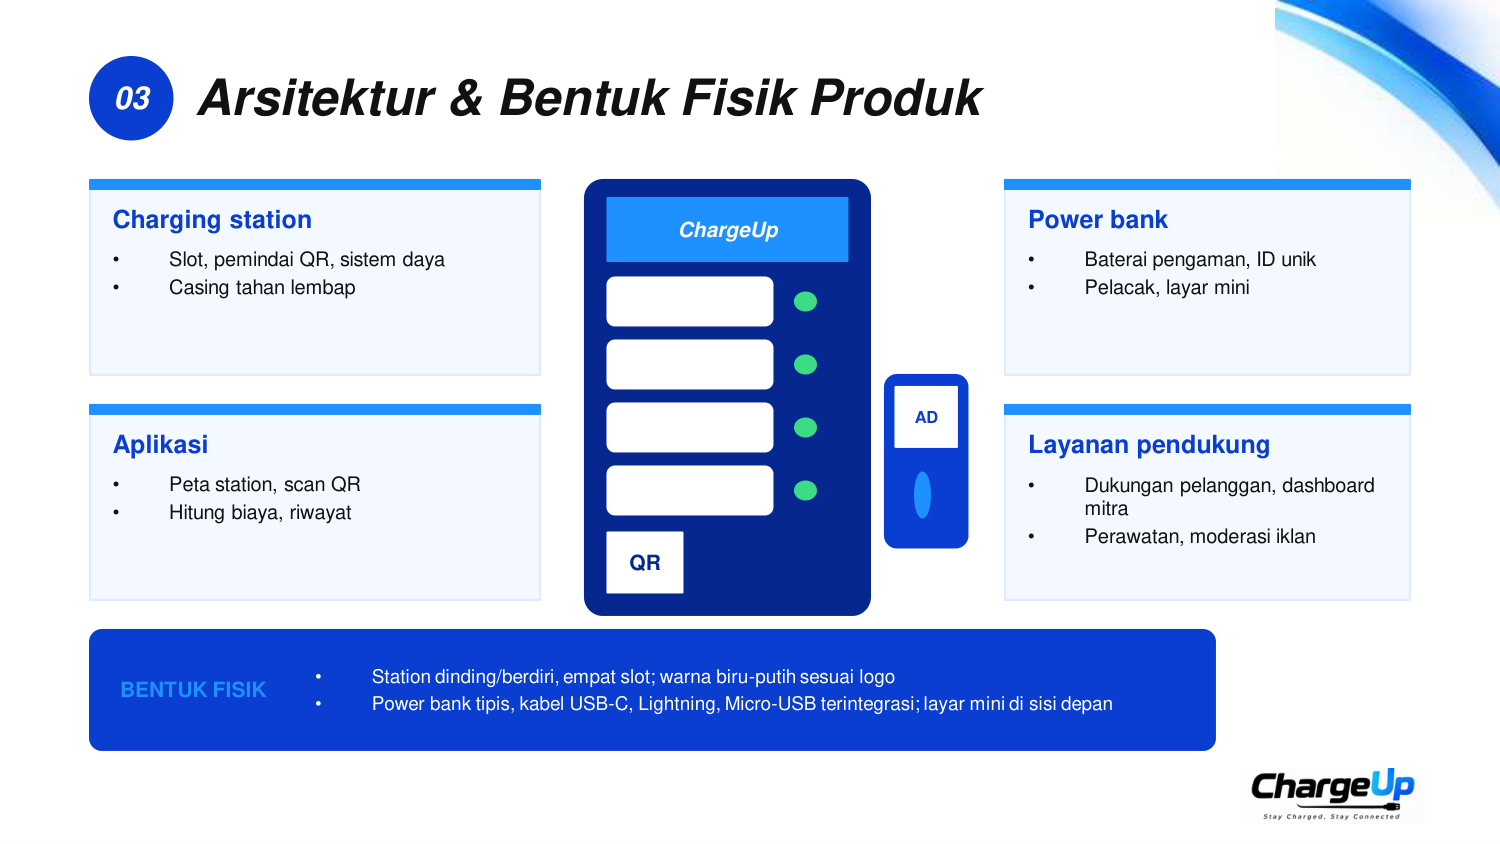 03
Arsitektur & Bentuk Fisik Produk
Charging station
• Slot, pemindai QR, sistem daya
• Casing tahan lembap
Aplikasi
• Peta station, scan QR
• Hitung biaya, riwayat
ChargeUp
QR
AD
Power bank
• Baterai pengaman, ID unik
• Pelacak, layar mini
Layanan pendukung
• Dukungan pelanggan, dashboard
mitra
• Perawatan, moderasi iklan
BENTUK FISIK
• Station dinding/berdiri, empat slot; warna biru-putih sesuai logo
• Power bank tipis, kabel USB-C, Lightning, Micro-USB terintegrasi; layar mini di sisi depan
ChargeUp
Stay Charged, Stay Connected